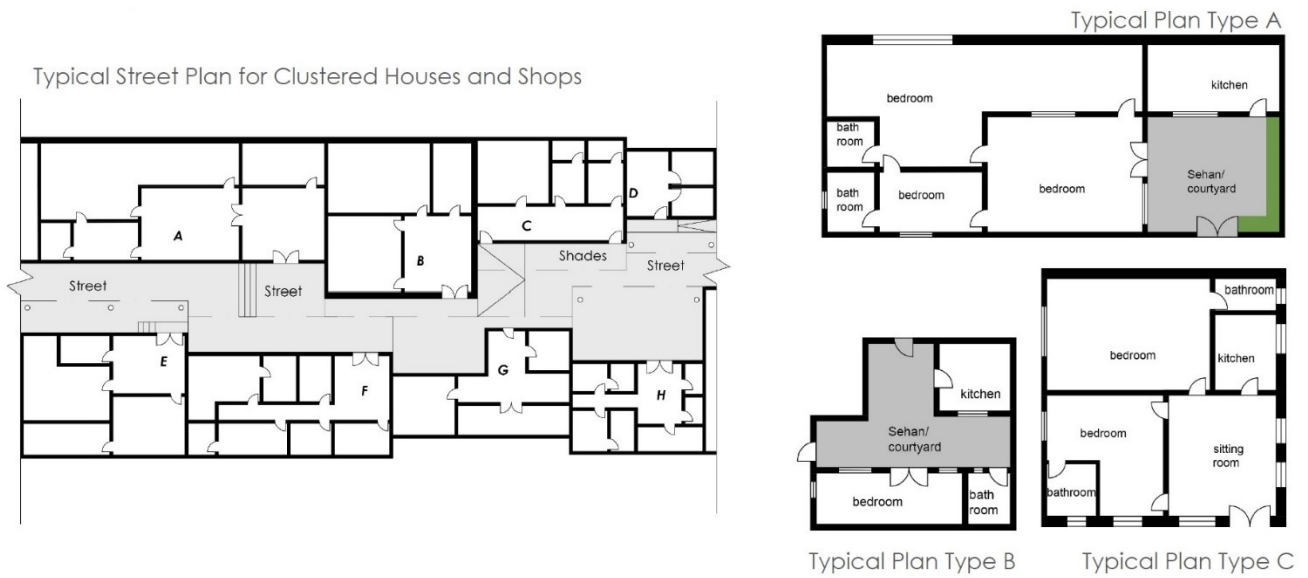 Typical Street Plan for Clustered Houses and Shops
A
B
C
D
Shades
Street
Street
Street
E
F
G
H
Typical Plan Type A
bedroom
kitchen
bath
room
bath
room
bedroom
bedroom
Sehan/
courtyard
kitchen
Sehan/
courtyard
bedroom
bath
room
Typical Plan Type B
bathroom
bedroom
kitchen
bedroom
sitting
room
bathroom
Typical Plan Type C